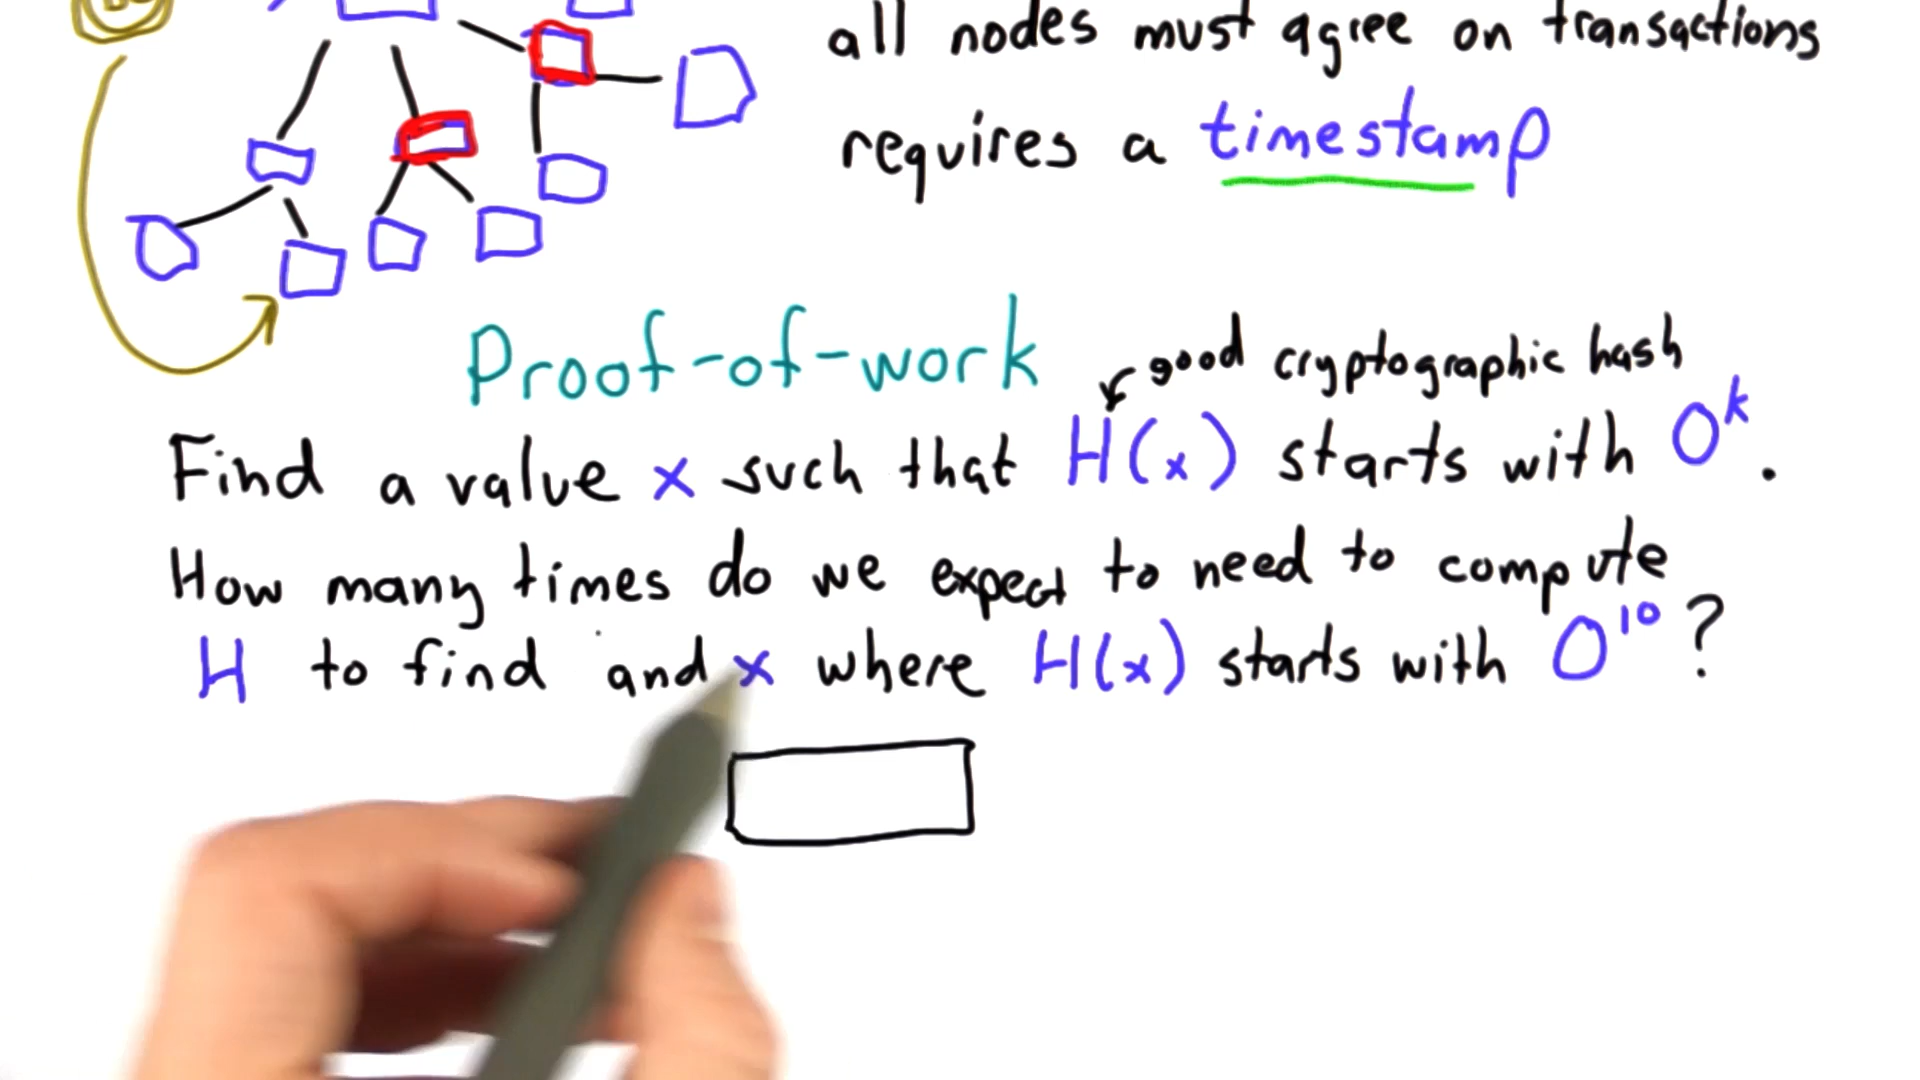 all nodes must agree on transactions
requires a timestamp
Proof-of-work
good cryptographic hash
Find a value x such that H(x) starts with 0^k.
How many times do we expect to need to compute
H to find and x where H(x) starts with 0^10?